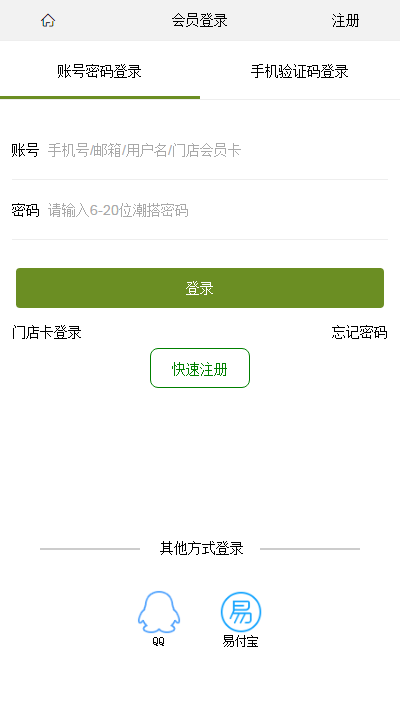 会员登录 注册
账号密码登录 手机验证码登录
账号 手机号/邮箱/用户名/门店会员卡
密码 请输入6-20位潮搭密码
登录
门店卡登录 忘记密码
快速注册
其他方式登录
易
QQ 易付宝